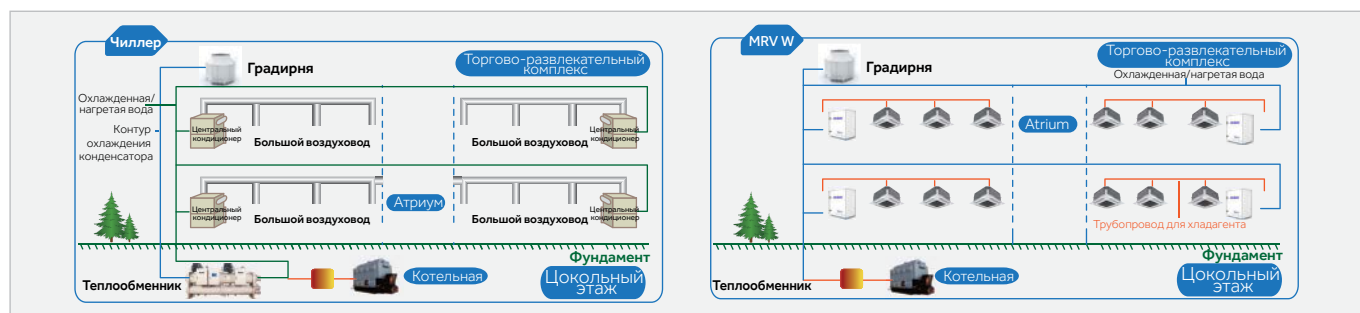 Чиллер
Градирня
Торгово-развлекательный
комплекс
Охлажденная/
нагретая вода
Контур
охлаждения
конденсатора
Центральный
кондиционер
Большой воздуховод
Большой воздуховод
Центральный
кондиционер
Центральный
кондиционер
Большой воздуховод
Атриум
Большой воздуховод
Центральный
кондиционер
Фундамент
Теплообменник
Котельная
Цокольный
этаж
MRV W
Градирня
Торгово-развлекательный
комплекс
Охлажденная/нагретая вода
Atrium
Трубопровод для хладагента
Фундамент
Теплообменник
Котельная
Цокольный
этаж